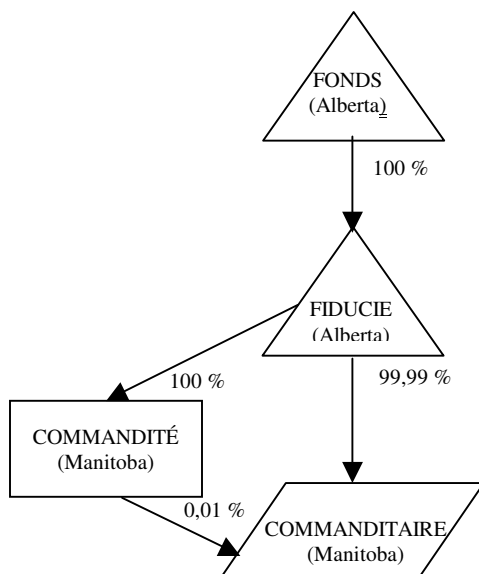 FONDS
(Alberta)
100 %
FIDUCIE
(Alberta)
100 %
99,99 %
COMMANDITÉ
(Manitoba)
0,01 %
COMMANDITAIRE
(Manitoba)